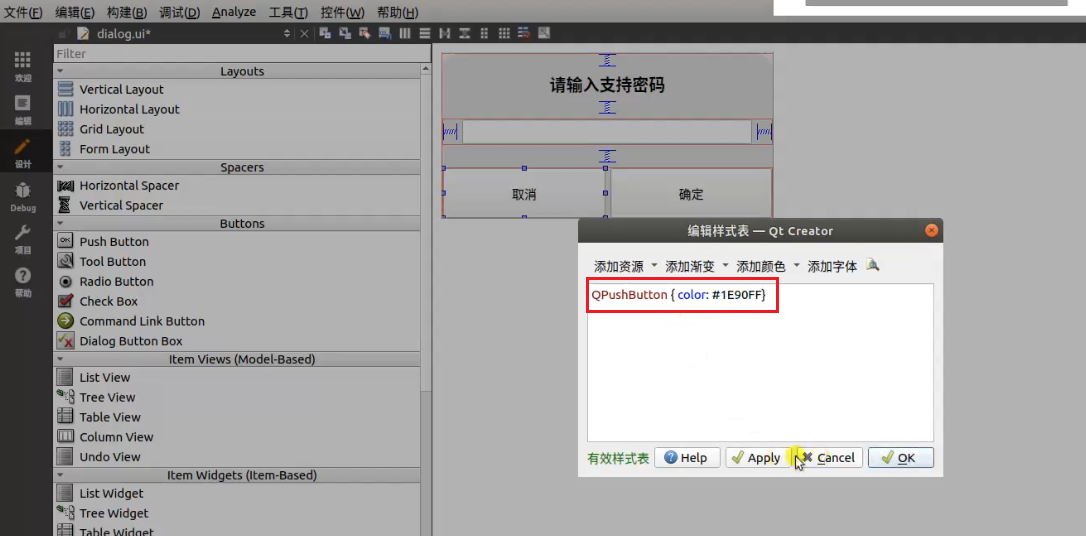 文件(F) 编辑(E) 构建(B) 调试(D) Analyze 工具(T) 控件(W) 帮助(H)
dialog.ui*
Filter
欢迎
编辑
设计
Debug
项目
帮助
Layouts
Vertical Layout
Horizontal Layout
Grid Layout
Form Layout
Spacers
Horizontal Spacer
Vertical Spacer
Buttons
OK Push Button
Tool Button
Radio Button
Check Box
Command Link Button
Dialog Button Box
Item Views (Model-Based)
List View
Tree View
Table View
Column View
Undo View
Item Widgets (Item-Based)
List Widget
Tree Widget
Table Widget
请输入支持密码
取消 确定
编辑样式表 — Qt Creator
添加资源 添加渐变 添加颜色 添加字体
QPushButton { color: #1E90FF}
有效样式表 Help Apply Cancel OK